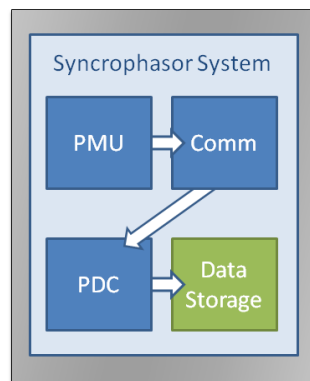 Syncrophasor System
PMU
Comm
PDC
Data
Storage